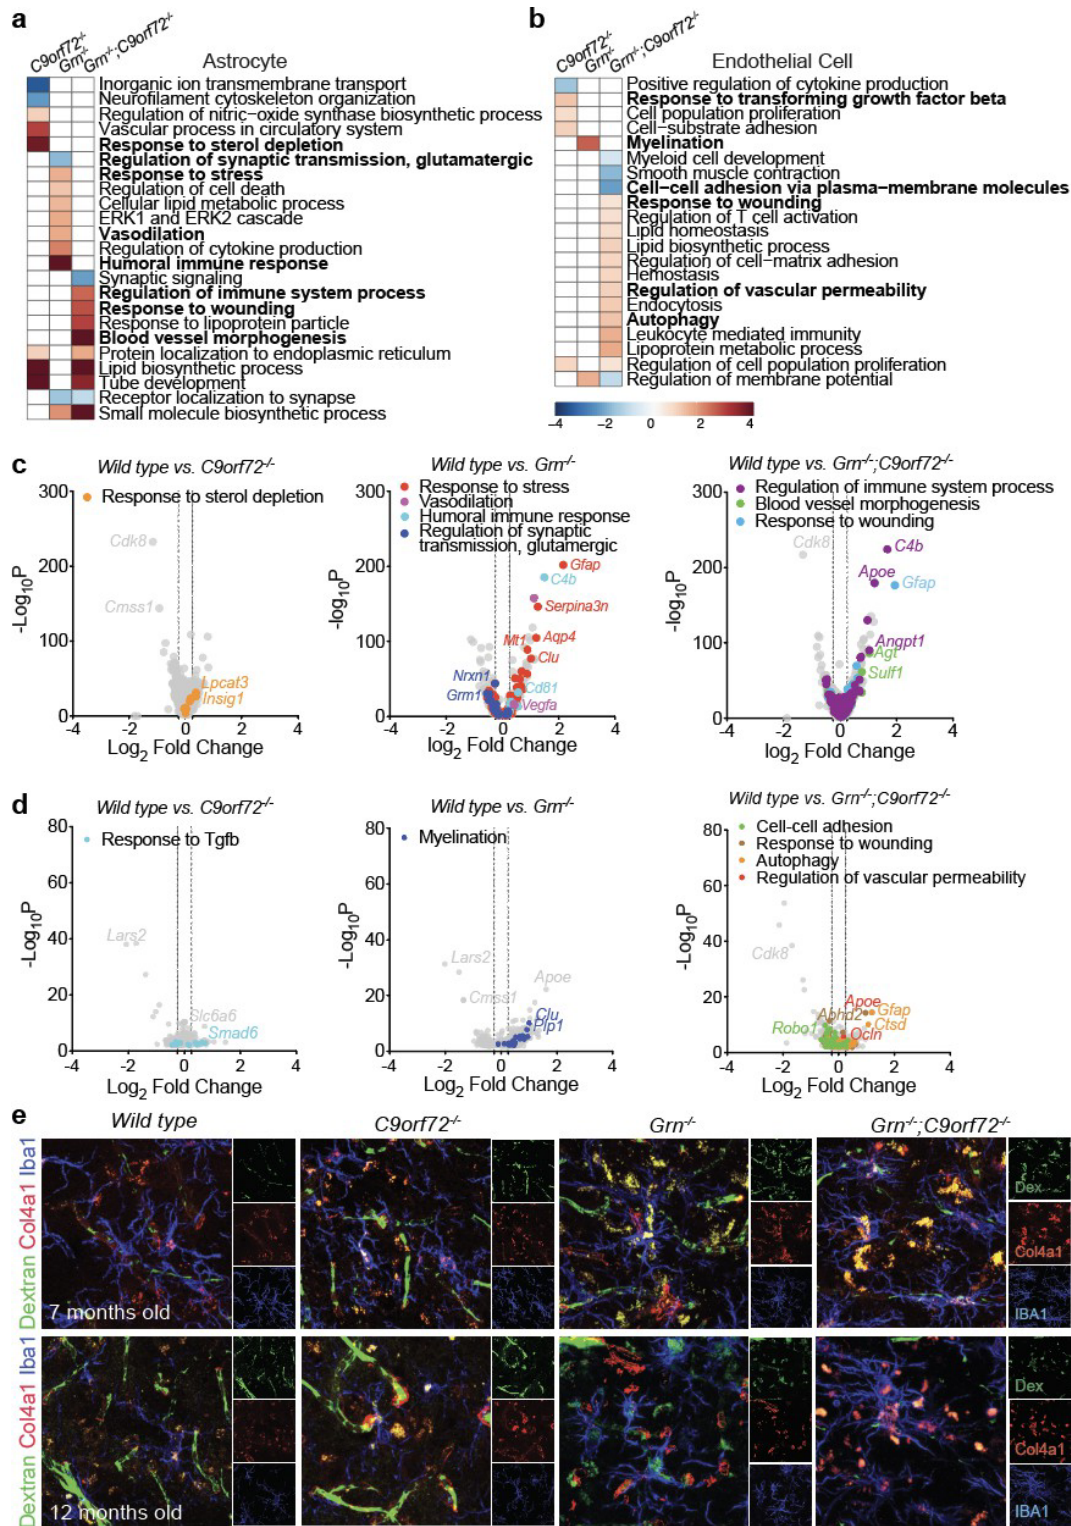 a
C9orf72-/-
Grn-/-
Grn-/-;C9orf72-/-
Astrocyte
Inorganic ion transmembrane transport
Neurofilament cytoskeleton organization
Regulation of nitric-oxide synthase biosynthetic process
Vascular process in circulatory system
Response to sterol depletion
Regulation of synaptic transmission, glutamatergic
Response to stress
Regulation of cell death
Cellular lipid metabolic process
ERK1 and ERK2 cascade
Vasodilation
Regulation of cytokine production
Humoral immune response
Synaptic signaling
Regulation of immune system process
Response to wounding
Response to lipoprotein particle
Blood vessel morphogenesis
Protein localization to endoplasmic reticulum
Lipid biosynthetic process
Tube development
Receptor localization to synapse
Small molecule biosynthetic process
b
C9orf72-/-
Grn-/-
Grn-/-;C9orf72-/-
Endothelial Cell
Positive regulation of cytokine production
Response to transforming growth factor beta
Cell population proliferation
Cell-substrate adhesion
Myelination
Myeloid cell development
Smooth muscle contraction
Cell-cell adhesion via plasma-membrane molecules
Response to wounding
Regulation of T cell activation
Lipid homeostasis
Lipid biosynthetic process
Regulation of cell-matrix adhesion
Hemostasis
Regulation of vascular permeability
Endocytosis
Autophagy
Leukocyte mediated immunity
Lipoprotein metabolic process
Regulation of cell population proliferation
Regulation of membrane potential
-4 -2 0 2 4
c
Wild type vs. C9orf72-/-
Response to sterol depletion
300
200
100
0
-Log10P
Cdk8
Cmss1
Lpcat3
Insig1
-4 -2 0 2 4
Log2 Fold Change
Wild type vs. Grn-/-
Response to stress
Vasodilation
Humoral immune response
Regulation of synaptic
transmission, glutamergic
300
200
100
0
-log10P
Gfap
C4b
Serpina3n
Mt1
Aqp4
Clu
Nrxn1
Grm1
Cd81
Vegfa
-4 -2 0 2 4
log2 Fold Change
Wild type vs. Grn-/-;C9orf72-/-
Regulation of immune system process
Blood vessel morphogenesis
Response to wounding
300
200
100
0
-log10P
Cdk8
C4b
Apoe
Gfap
Angpt1
Agt
Sulf1
-4 -2 0 2 4
log2 Fold Change
d
Wild type vs. C9orf72-/-
Response to Tgfb
80
60
40
20
0
-Log10P
Lars2
Slc6a6
Smad6
-4 -2 0 2 4
Log2 Fold Change
Wild type vs. Grn-/-
Myelination
80
60
40
20
0
-Log10P
Lars2
Cmss1
Apoe
Clu
Plp1
-4 -2 0 2 4
Log2 Fold Change
Wild type vs. Grn-/-;C9orf72-/-
Cell-cell adhesion
Response to wounding
Autophagy
Regulation of vascular permeability
80
60
40
20
0
-Log10P
Cdk8
Apoe
Abhd2
Gfap
Robo1
Ctsd
Ocln
-4 -2 0 2 4
Log2 Fold Change
e
Wild type
C9orf72-/-
Grn-/-
Grn-/-;C9orf72-/-
Dextran Col4a1 Iba1
7 months old
Dex
Col4a1
IBA1
Dextran Col4a1 Iba1
12 months old
Dex
Col4a1
IBA1